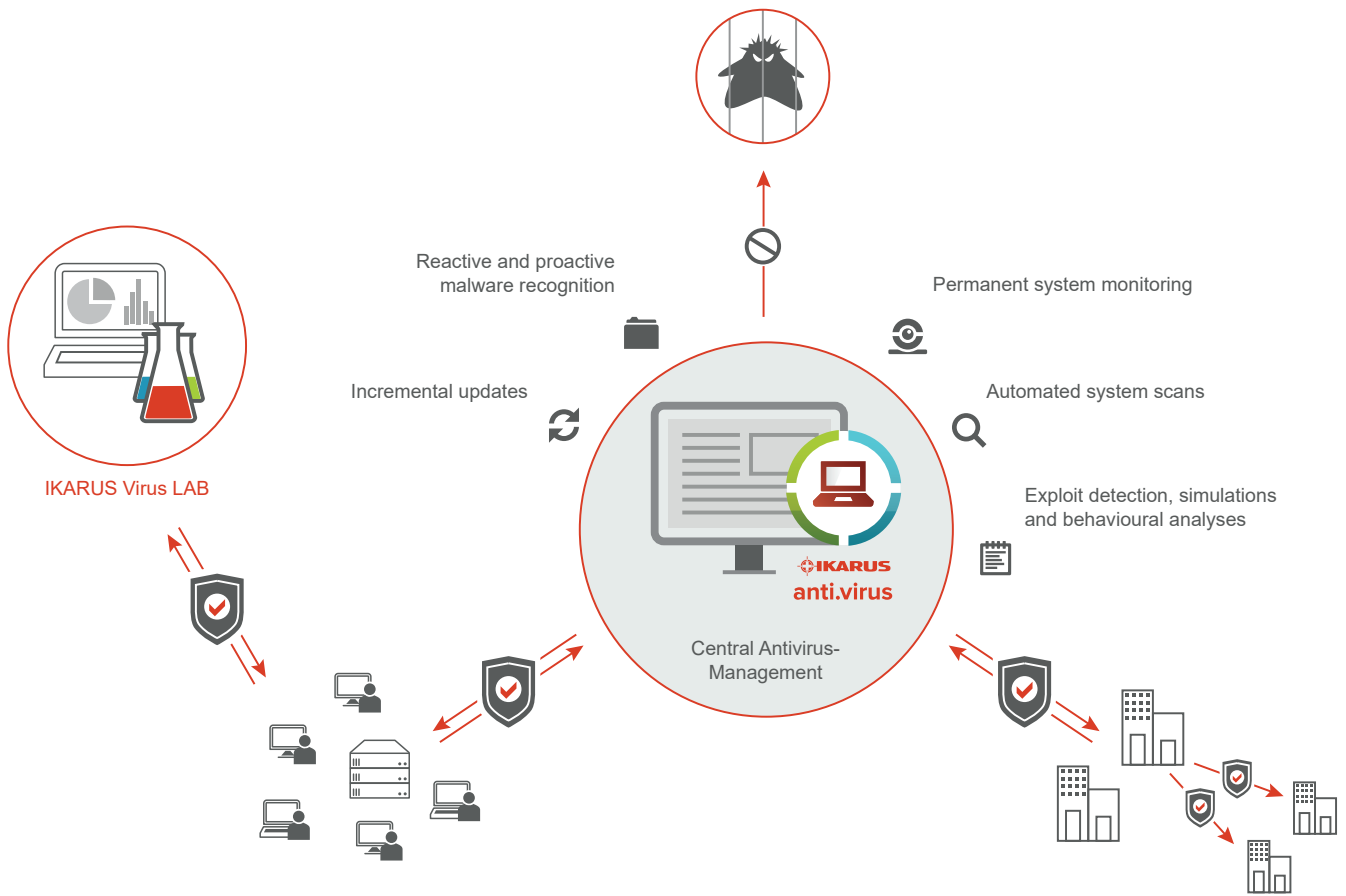 Reactive and proactive
malware recognition
Permanent system monitoring
Incremental updates
Automated system scans
IKARUS Virus LAB
Exploit detection, simulations
and behavioural analyses
IKARUS
anti.virus
Central Antivirus-
Management